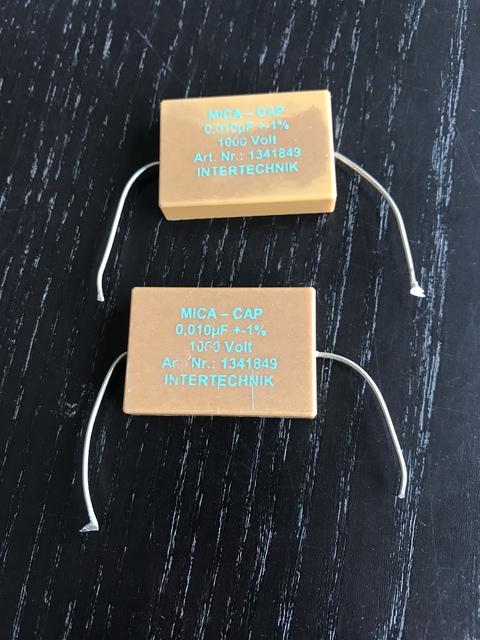 MICA – CAP
0,010µF +-1%
1000 Volt
Art. Nr.: 1341849
INTERTECHNIK
MICA – CAP
0,010µF +-1%
1000 Volt
Art. Nr.: 1341849
INTERTECHNIK